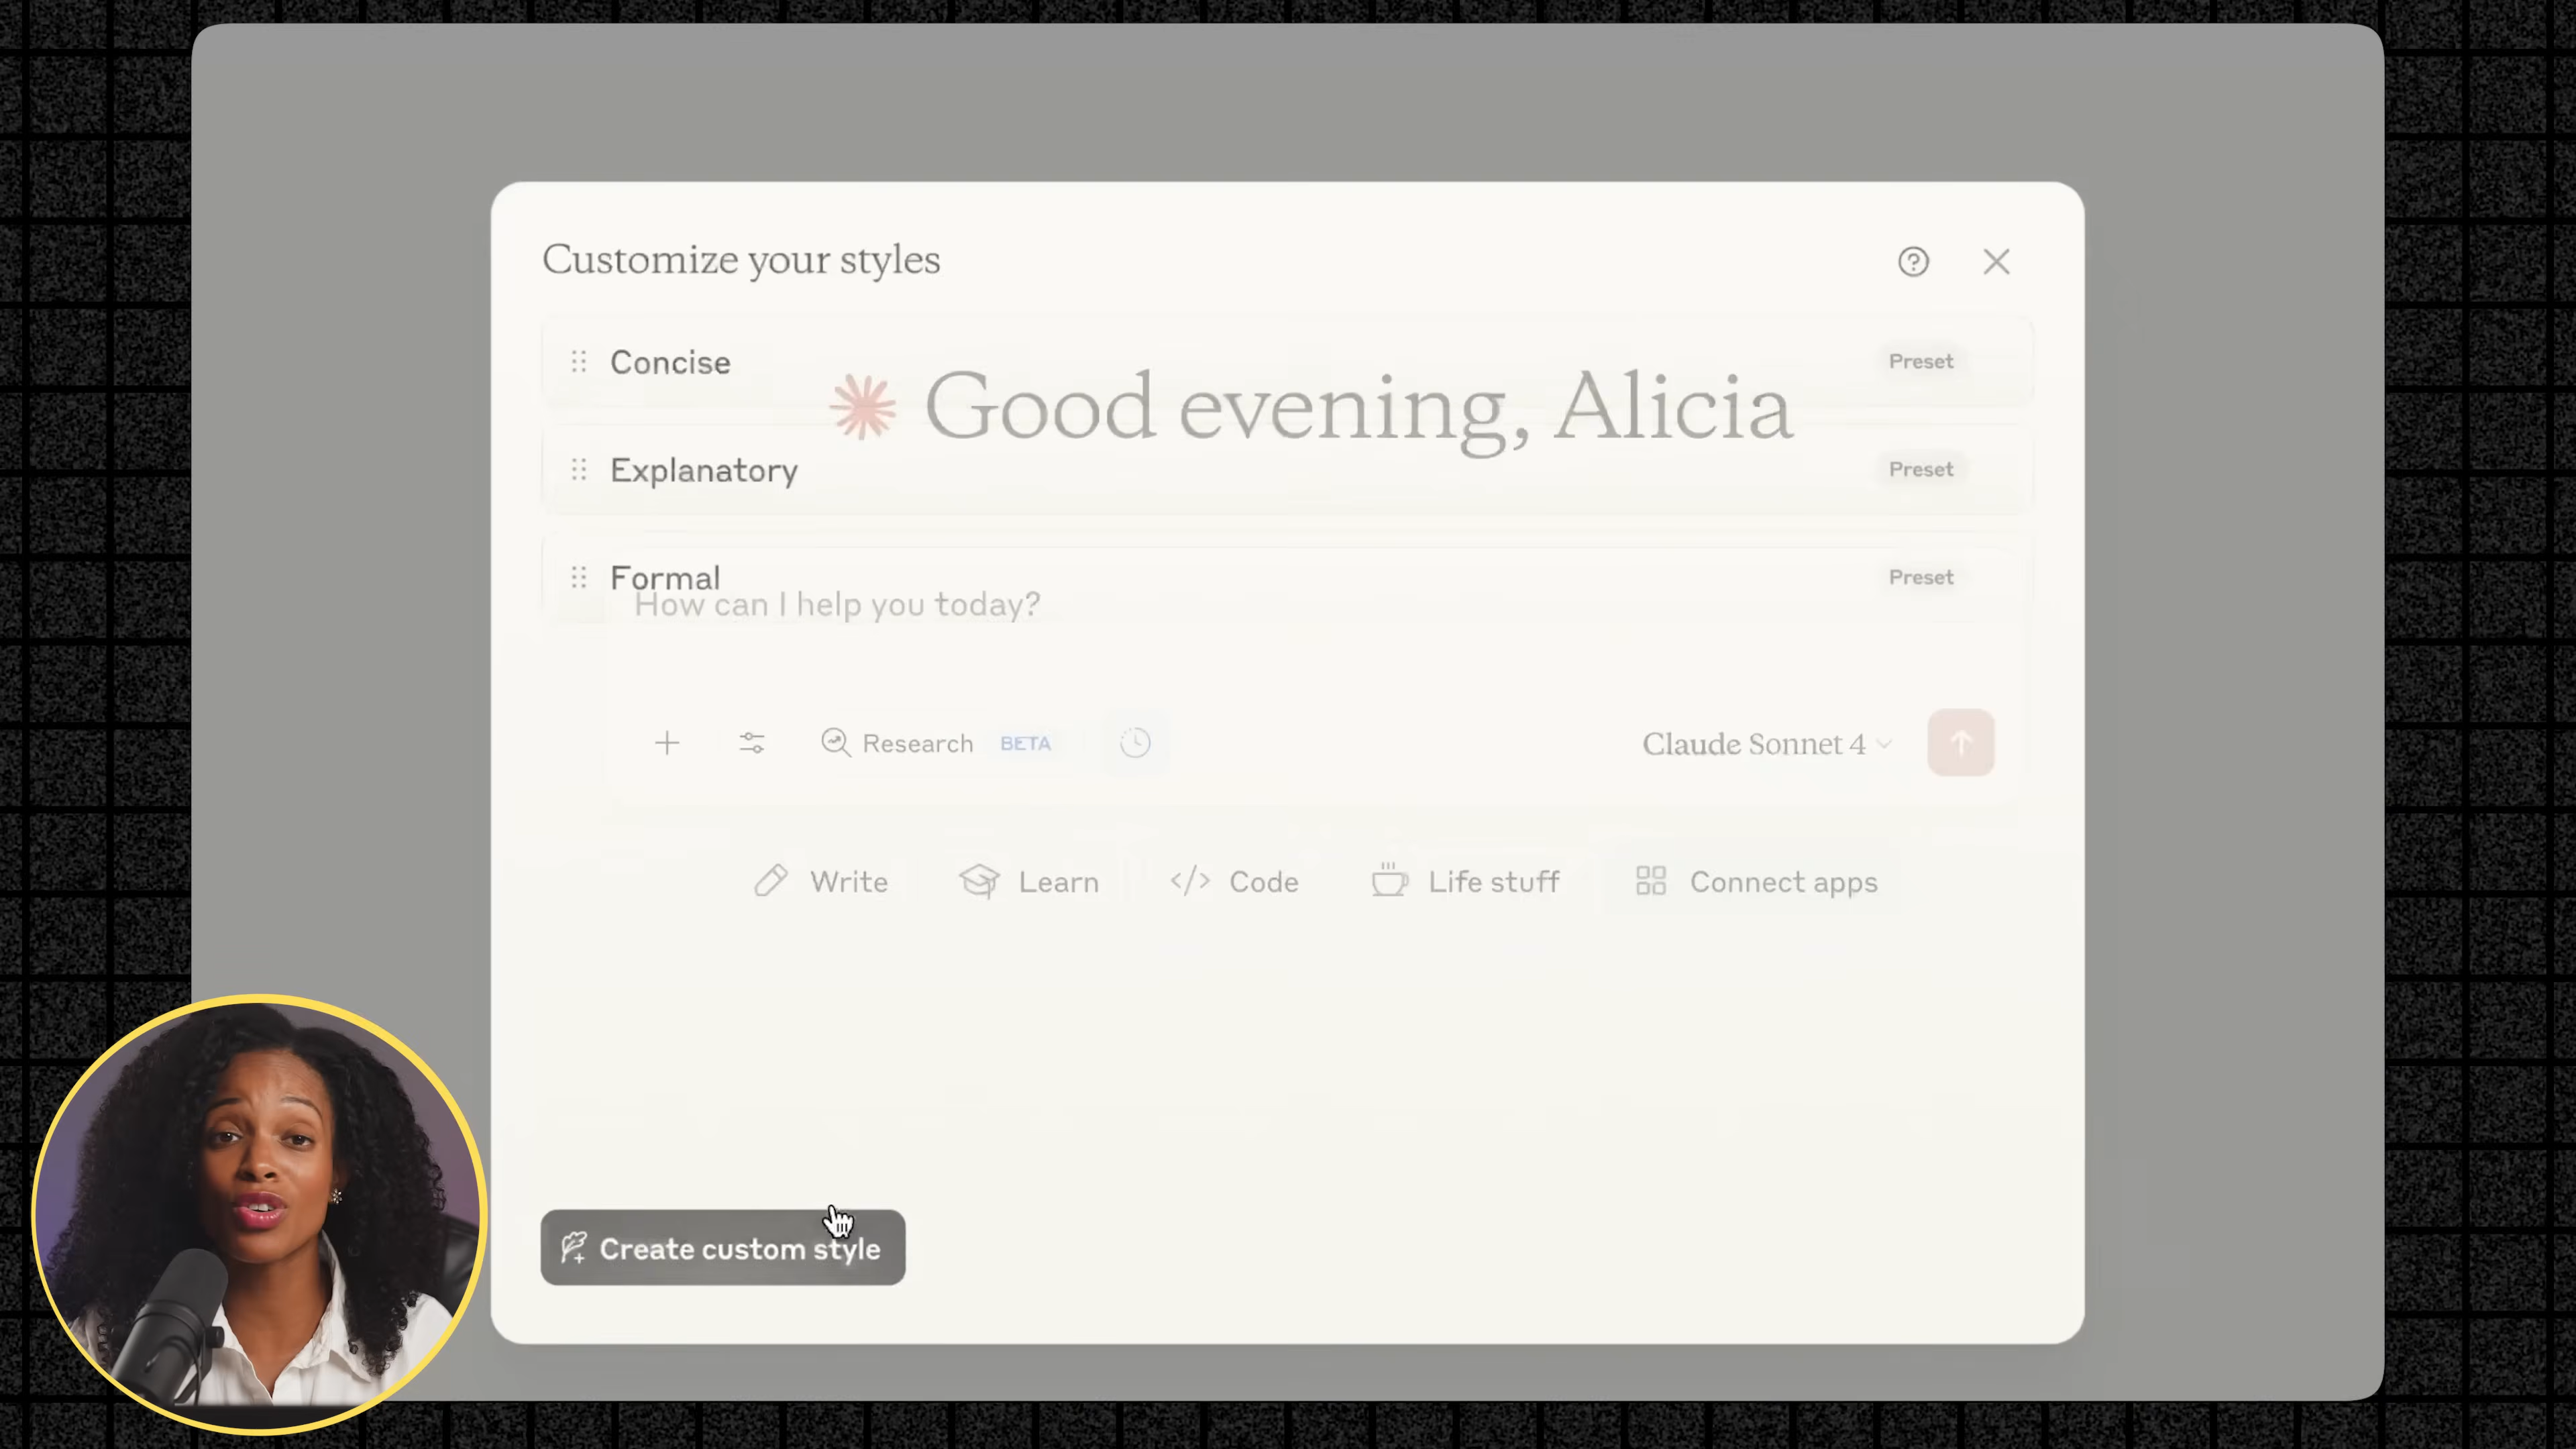 Customize your styles
Concise
Preset
Good evening, Alicia
Explanatory
Preset
Formal
Preset
How can I help you today?
Research BETA
Claude Sonnet 4
Write
Learn
Code
Life stuff
Connect apps
Create custom style